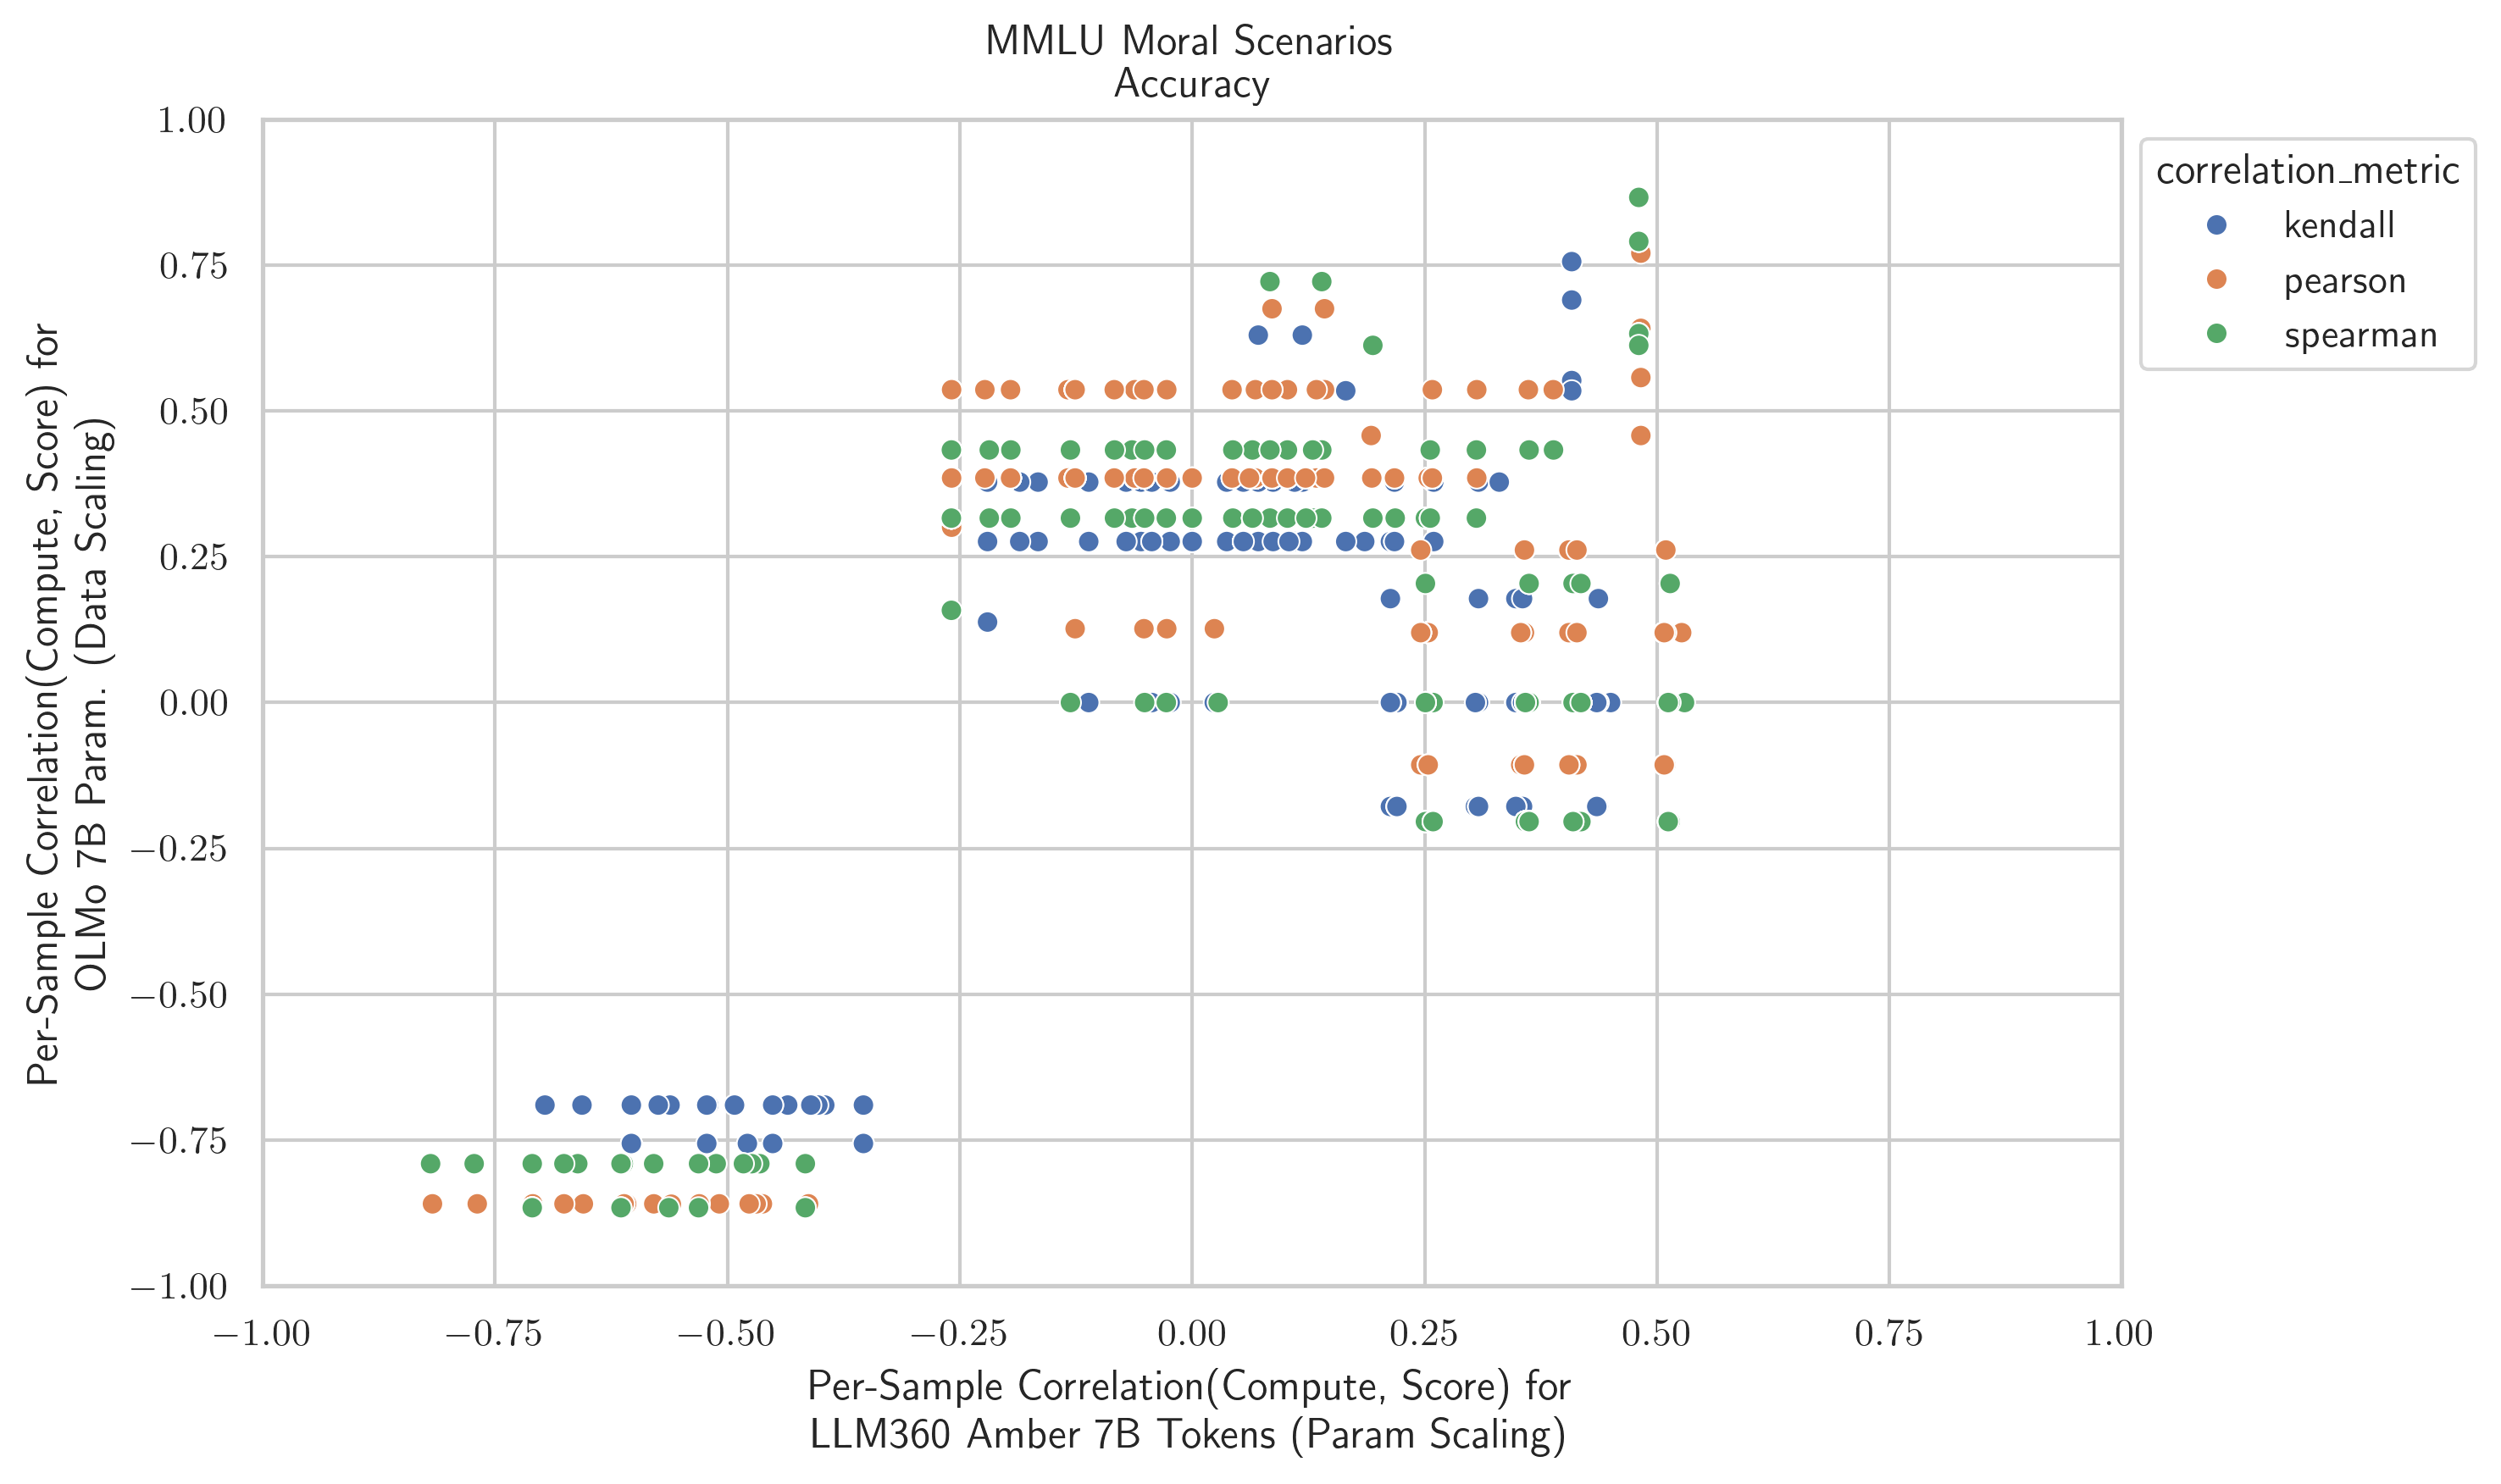 MMLU Moral Scenarios
Accuracy
Per-Sample Correlation(Compute, Score) for
OLMo 7B Param. (Data Scaling)
1.00
0.75
0.50
0.25
0.00
−0.25
−0.50
−0.75
−1.00
−1.00
−0.75
−0.50
−0.25
0.00
0.25
0.50
0.75
1.00
Per-Sample Correlation(Compute, Score) for
LLM360 Amber 7B Tokens (Param Scaling)
correlation_metric
kendall
pearson
spearman